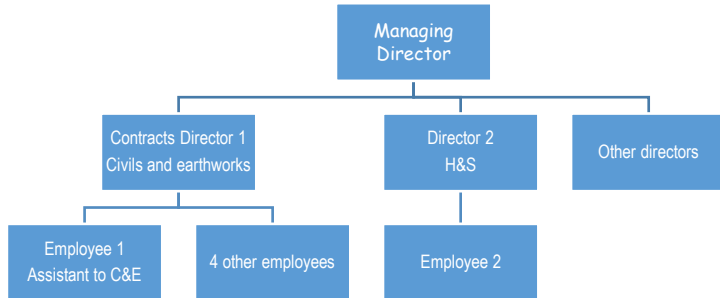 Managing
Director
Contracts Director 1
Civils and earthworks
Director 2
H&S
Other directors
Employee 1
Assistant to C&E
4 other employees
Employee 2